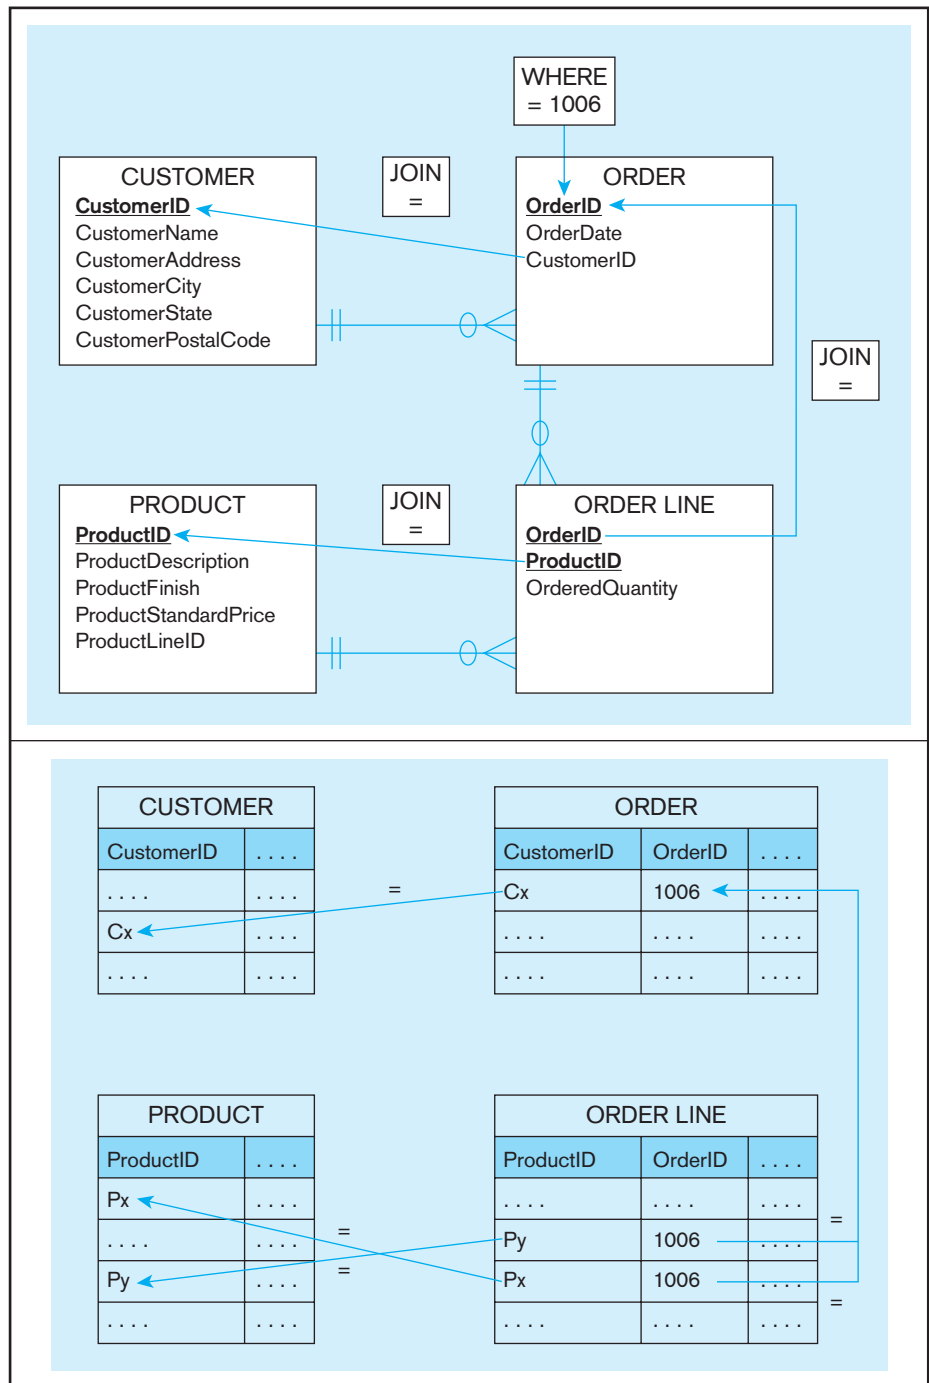 WHERE
= 1006
CUSTOMER
CustomerID
CustomerName
CustomerAddress
CustomerCity
CustomerState
CustomerPostalCode
JOIN
=
ORDER
OrderID
OrderDate
CustomerID
JOIN
=
PRODUCT
ProductID
ProductDescription
ProductFinish
ProductStandardPrice
ProductLineID
JOIN
=
ORDER LINE
OrderID
ProductID
OrderedQuantity
CUSTOMER
CustomerID . . . .
. . . . . . . .
Cx . . . .
. . . . . . . .
=
ORDER
CustomerID OrderID . . . .
Cx 1006 . . . .
. . . . . . . . . . . .
. . . . . . . . . . . .
PRODUCT
ProductID . . . .
Px . . . .
. . . . . . . .
Py . . . .
. . . . . . . .
=
=
ORDER LINE
ProductID OrderID . . . .
. . . . . . . . . . . .
Py 1006 . . . .
Px 1006 . . . .
. . . . . . . . . . . .
=
=